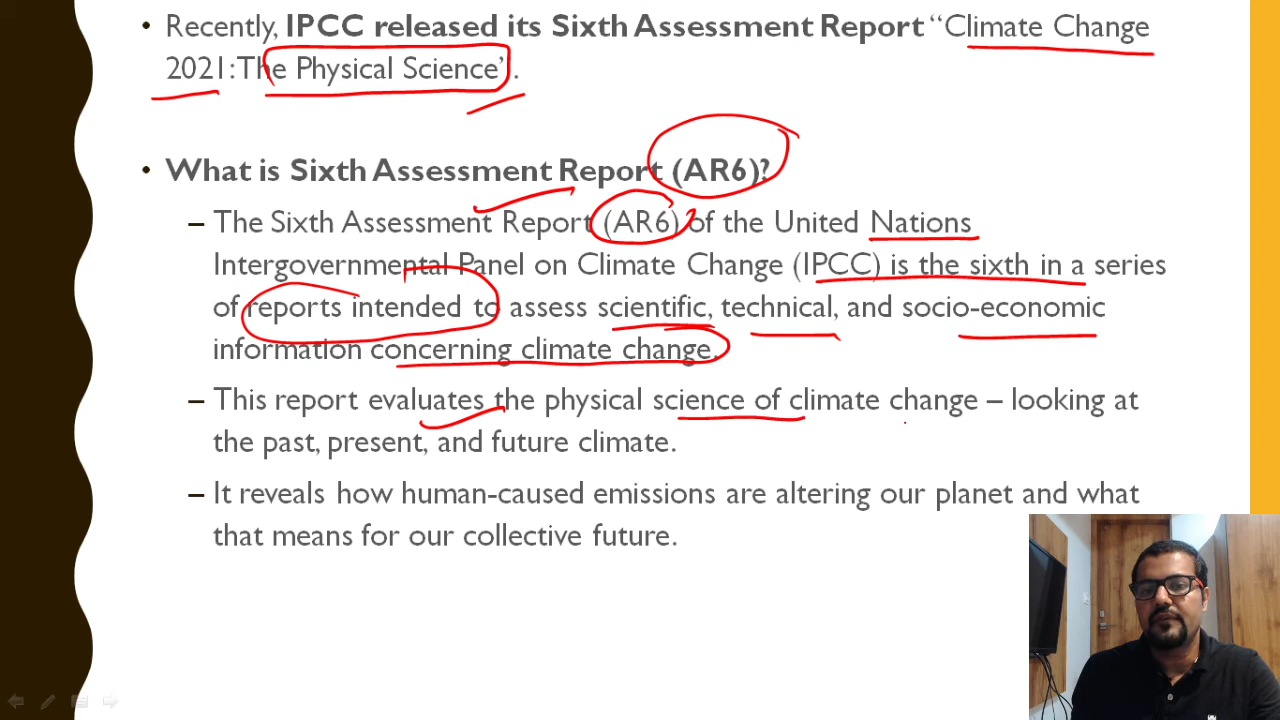 • Recently, IPCC released its Sixth Assessment Report “Climate Change
2021:The Physical Science’ .
• What is Sixth Assessment Report (AR6)?
– The Sixth Assessment Report (AR6) of the United Nations
Intergovernmental Panel on Climate Change (IPCC) is the sixth in a series
of reports intended to assess scientific, technical, and socio-economic
information concerning climate change.
– This report evaluates the physical science of climate change – looking at
the past, present, and future climate.
– It reveals how human-caused emissions are altering our planet and what
that means for our collective future.